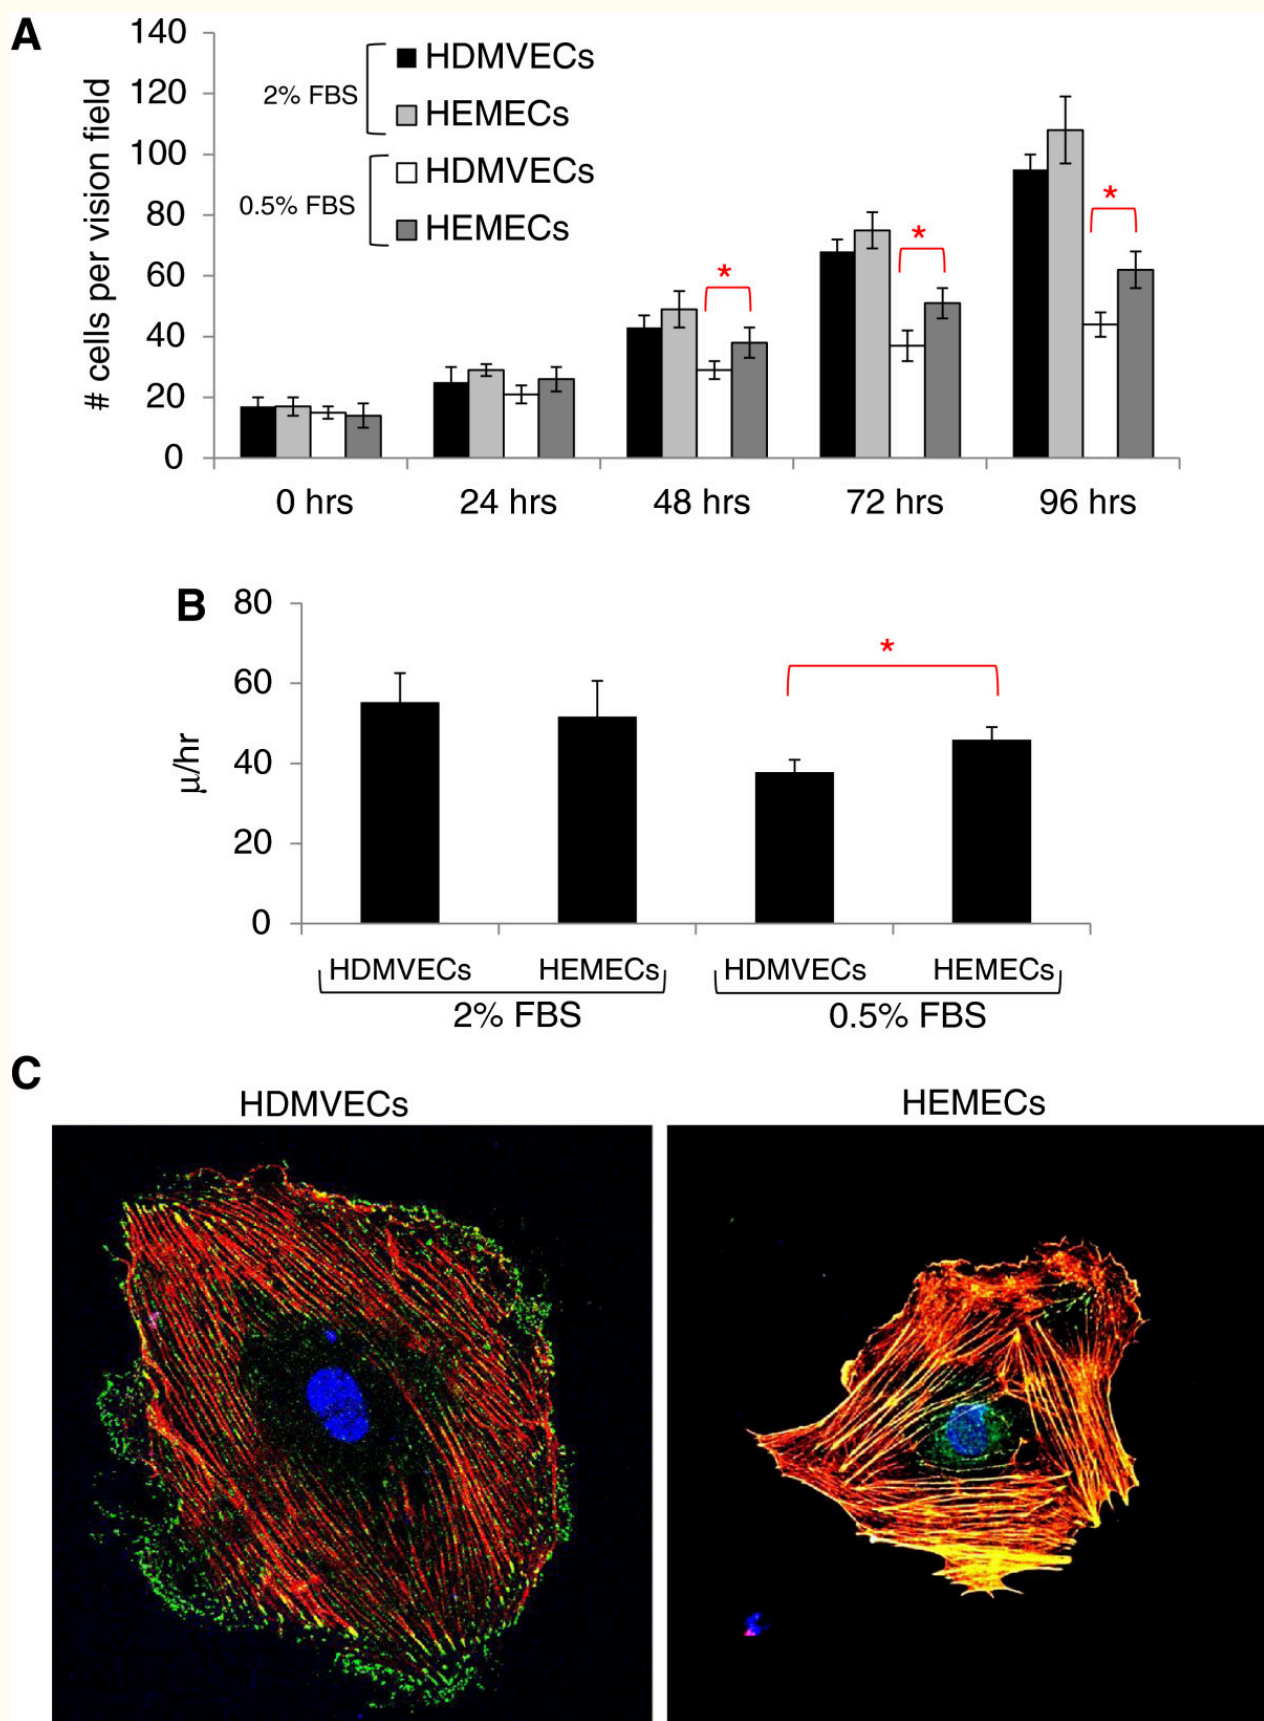 A
140
120
100
80
60
40
20
0
# cells per vision field
2% FBS
HDMVECs
HEMECs
0.5% FBS
HDMVECs
HEMECs
*
*
*
0 hrs 24 hrs 48 hrs 72 hrs 96 hrs
B
80
60
40
20
0
μ/hr
*
HDMVECs HEMECs HDMVECs HEMECs
2% FBS 0.5% FBS
C
HDMVECs HEMECs